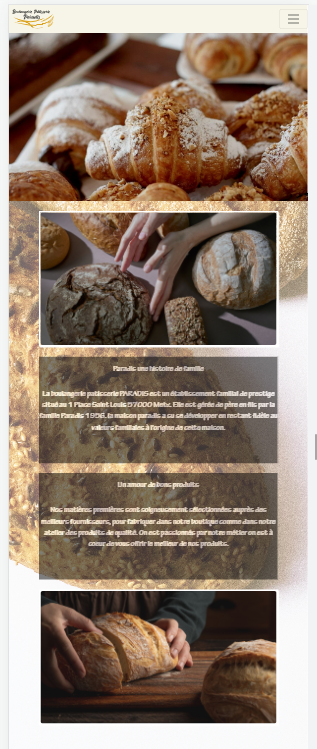 Boulangerie Pâtisserie
Paradis
Paradis une histoire de famille
La boulangerie patisserie PARADIS est un établissement familial de prestige
situé au 1 Place Saint Louis 57000 Metz. Elle est gérée de père en fils par la
famille Paradis 1956, la maison paradis a su se développer en restant fidèle au
valeurs familiales à l'origine de cette maison.
Un amour de bons produits
Nos matières premières sont soigneusement sélectionnées auprès des
meilleurs fournisseurs, pour fabriquer dans notre boutique comme dans notre
atelier des produits de qualité. On est passionnés par notre métier on est à
coeur de vous offrir le meilleur de nos produits.